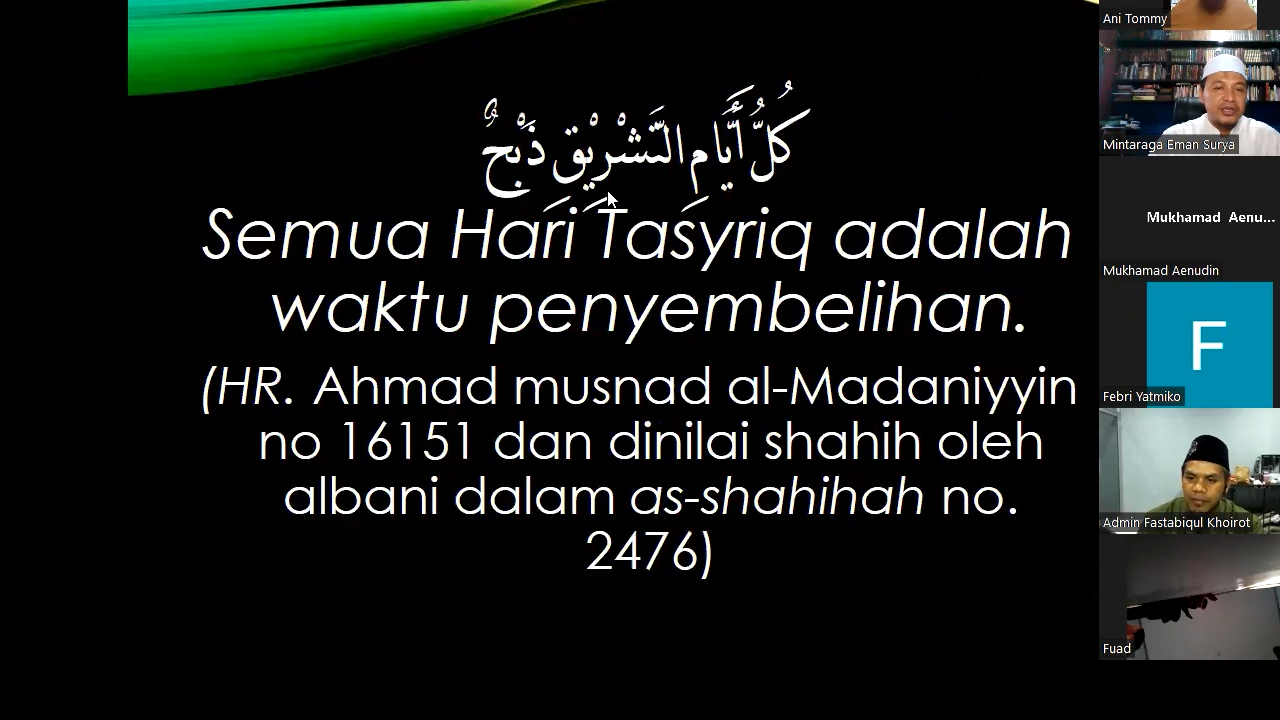 كُلُّ أَيَّامِ التَّشْرِيْقِ ذَبْحٌ
Semua Hari Tasyriq adalah
waktu penyembelihan.
(HR. Ahmad musnad al-Madaniyyin
no 16151 dan dinilai shahih oleh
albani dalam as-shahihah no.
2476)
Ani Tommy
Mintaraga Eman Surya
Mukhamad Aenu...
Mukhamad Aenudin
F
Febri Yatmiko
Admin Fastabiqul Khoirot
Fuad